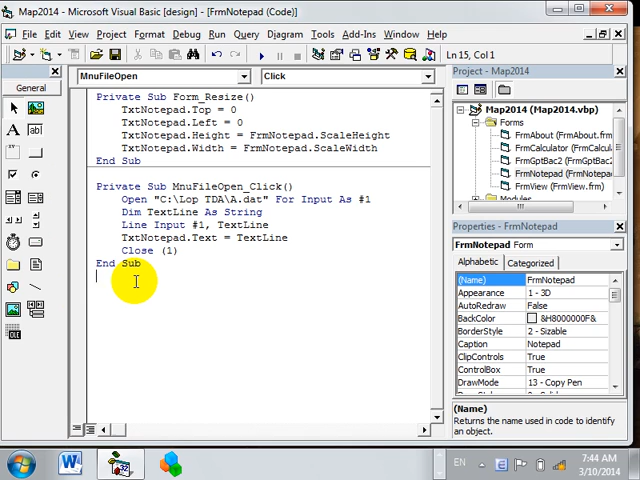 Map2014 - Microsoft Visual Basic [design] - [FrmNotepad (Code)]
File Edit View Project Format Debug Run Query Diagram Tools Add-Ins Window Help
Ln 15, Col 1
General
MnuFileOpen
Click
Private Sub Form_Resize()
TxtNotepad.Top = 0
TxtNotepad.Left = 0
TxtNotepad.Height = FrmNotepad.ScaleHeight
TxtNotepad.Width = FrmNotepad.ScaleWidth
End Sub
Private Sub MnuFileOpen_Click()
Open "C:\Lop TDA\A.dat" For Input As #1
Dim TextLine As String
Line Input #1, TextLine
TxtNotepad.Text = TextLine
Close (1)
End Sub
Project - Map2014
Map2014 (Map2014.vbp)
Forms
FrmAbout (FrmAbout.frm)
FrmCalculator (FrmCalcula
FrmGptBac2 (FrmGptBac2
FrmNotepad (FrmNotepad
FrmView (FrmView.frm)
Modules
Properties - FrmNotepad
FrmNotepad Form
Alphabetic Categorized
(Name) FrmNotepad
Appearance 1 - 3D
AutoRedraw False
BackColor &H8000000F&
BorderStyle 2 - Sizable
Caption Notepad
ClipControls True
ControlBox True
DrawMode 13 - Copy Pen
(Name)
Returns the name used in code to identify an object.
EN
7:44 AM
3/10/2014